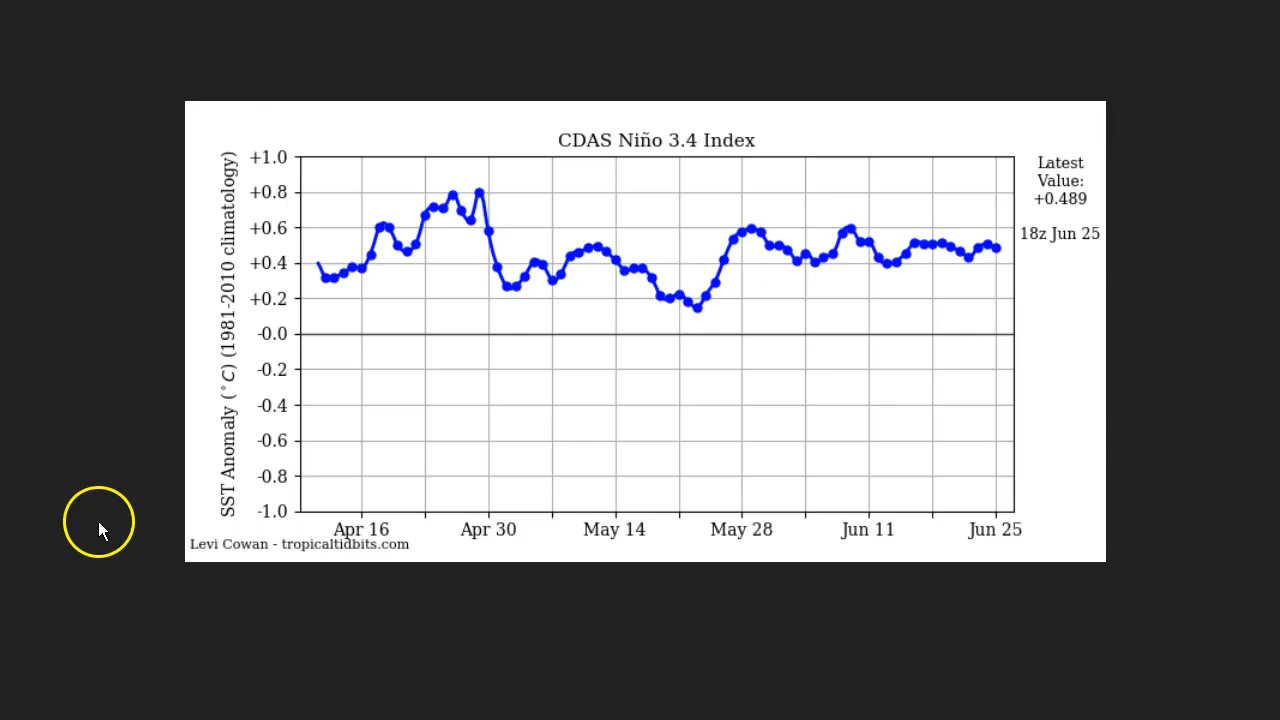 CDAS Niño 3.4 Index
SST Anomaly (°C) (1981-2010 climatology)
+1.0
+0.8
+0.6
+0.4
+0.2
-0.0
-0.2
-0.4
-0.6
-0.8
-1.0
Latest
Value:
+0.489
18z Jun 25
Apr 16 Apr 30 May 14 May 28 Jun 11 Jun 25
Levi Cowan - tropicaltidbits.com